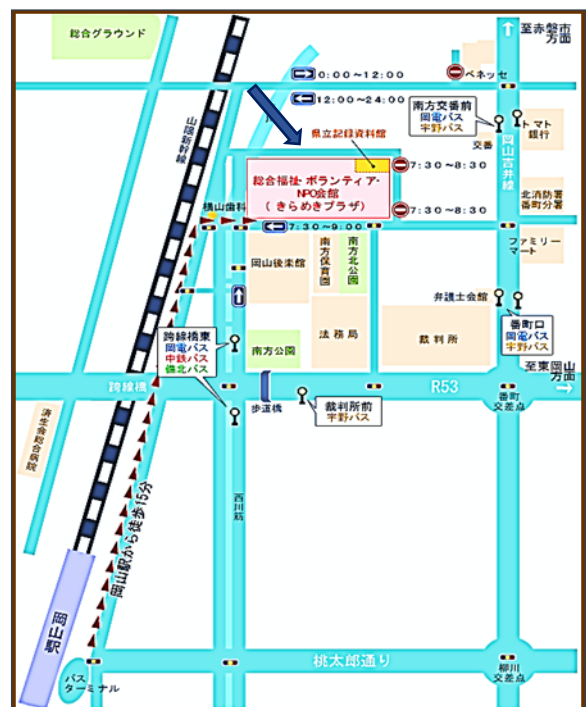 総合グラウンド
至赤磐市
方面
0:00~12:00
ベネッセ
12:00~24:00
南方交番前
岡電バス
宇野バス
トマト
銀行
交番
山陽新幹線
岡山吉井線
県立記録資料館
7:30~8:30
総合福祉・ボランティア・
NPO会館
(きらめきプラザ)
北消防署
番町分署
横山歯科
7:30~8:30
7:30~9:00
ファミリー
マート
岡山後楽館
南方保育園
南方北公園
弁護士会館
番町口
岡電バス
宇野バス
跨線橋東
岡電バス
中鉄バス
備北バス
法務局
裁判所
南方公園
至東岡山
方面
跨線橋
R53
歩道橋
裁判所前
宇野バス
番町
交差点
済生会総合病院
岡山駅から徒歩15分
西川筋
岡山駅
桃太郎通り
バス
ターミナル
柳川
交差点